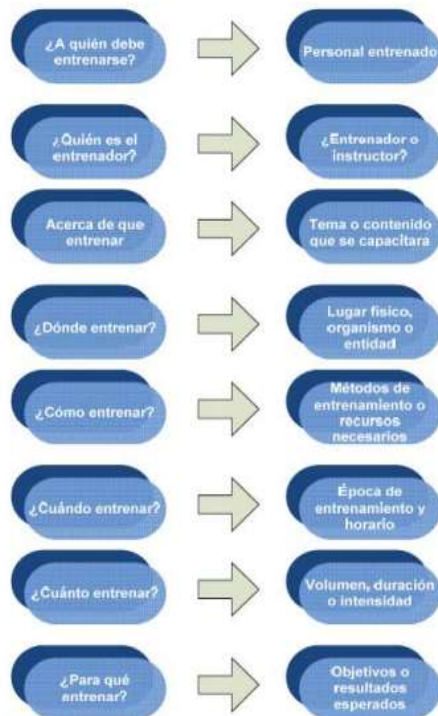 ¿A quién debe
entrenarse?
Personal entrenado
¿Quién es el
entrenador?
¿Entrenador o
instructor?
Acerca de que
entrenar
Tema o contenido
que se capacitara
¿Dónde entrenar?
Lugar físico,
organismo o
entidad
¿Cómo entrenar?
Métodos de
entrenamiento o
recursos
necesarios
¿Cuándo entrenar?
Época de
entrenamiento y
horario
¿Cuánto entrenar?
Volumen, duración
o intensidad
¿Para qué
entrenar?
Objetivos o
resultados
esperados